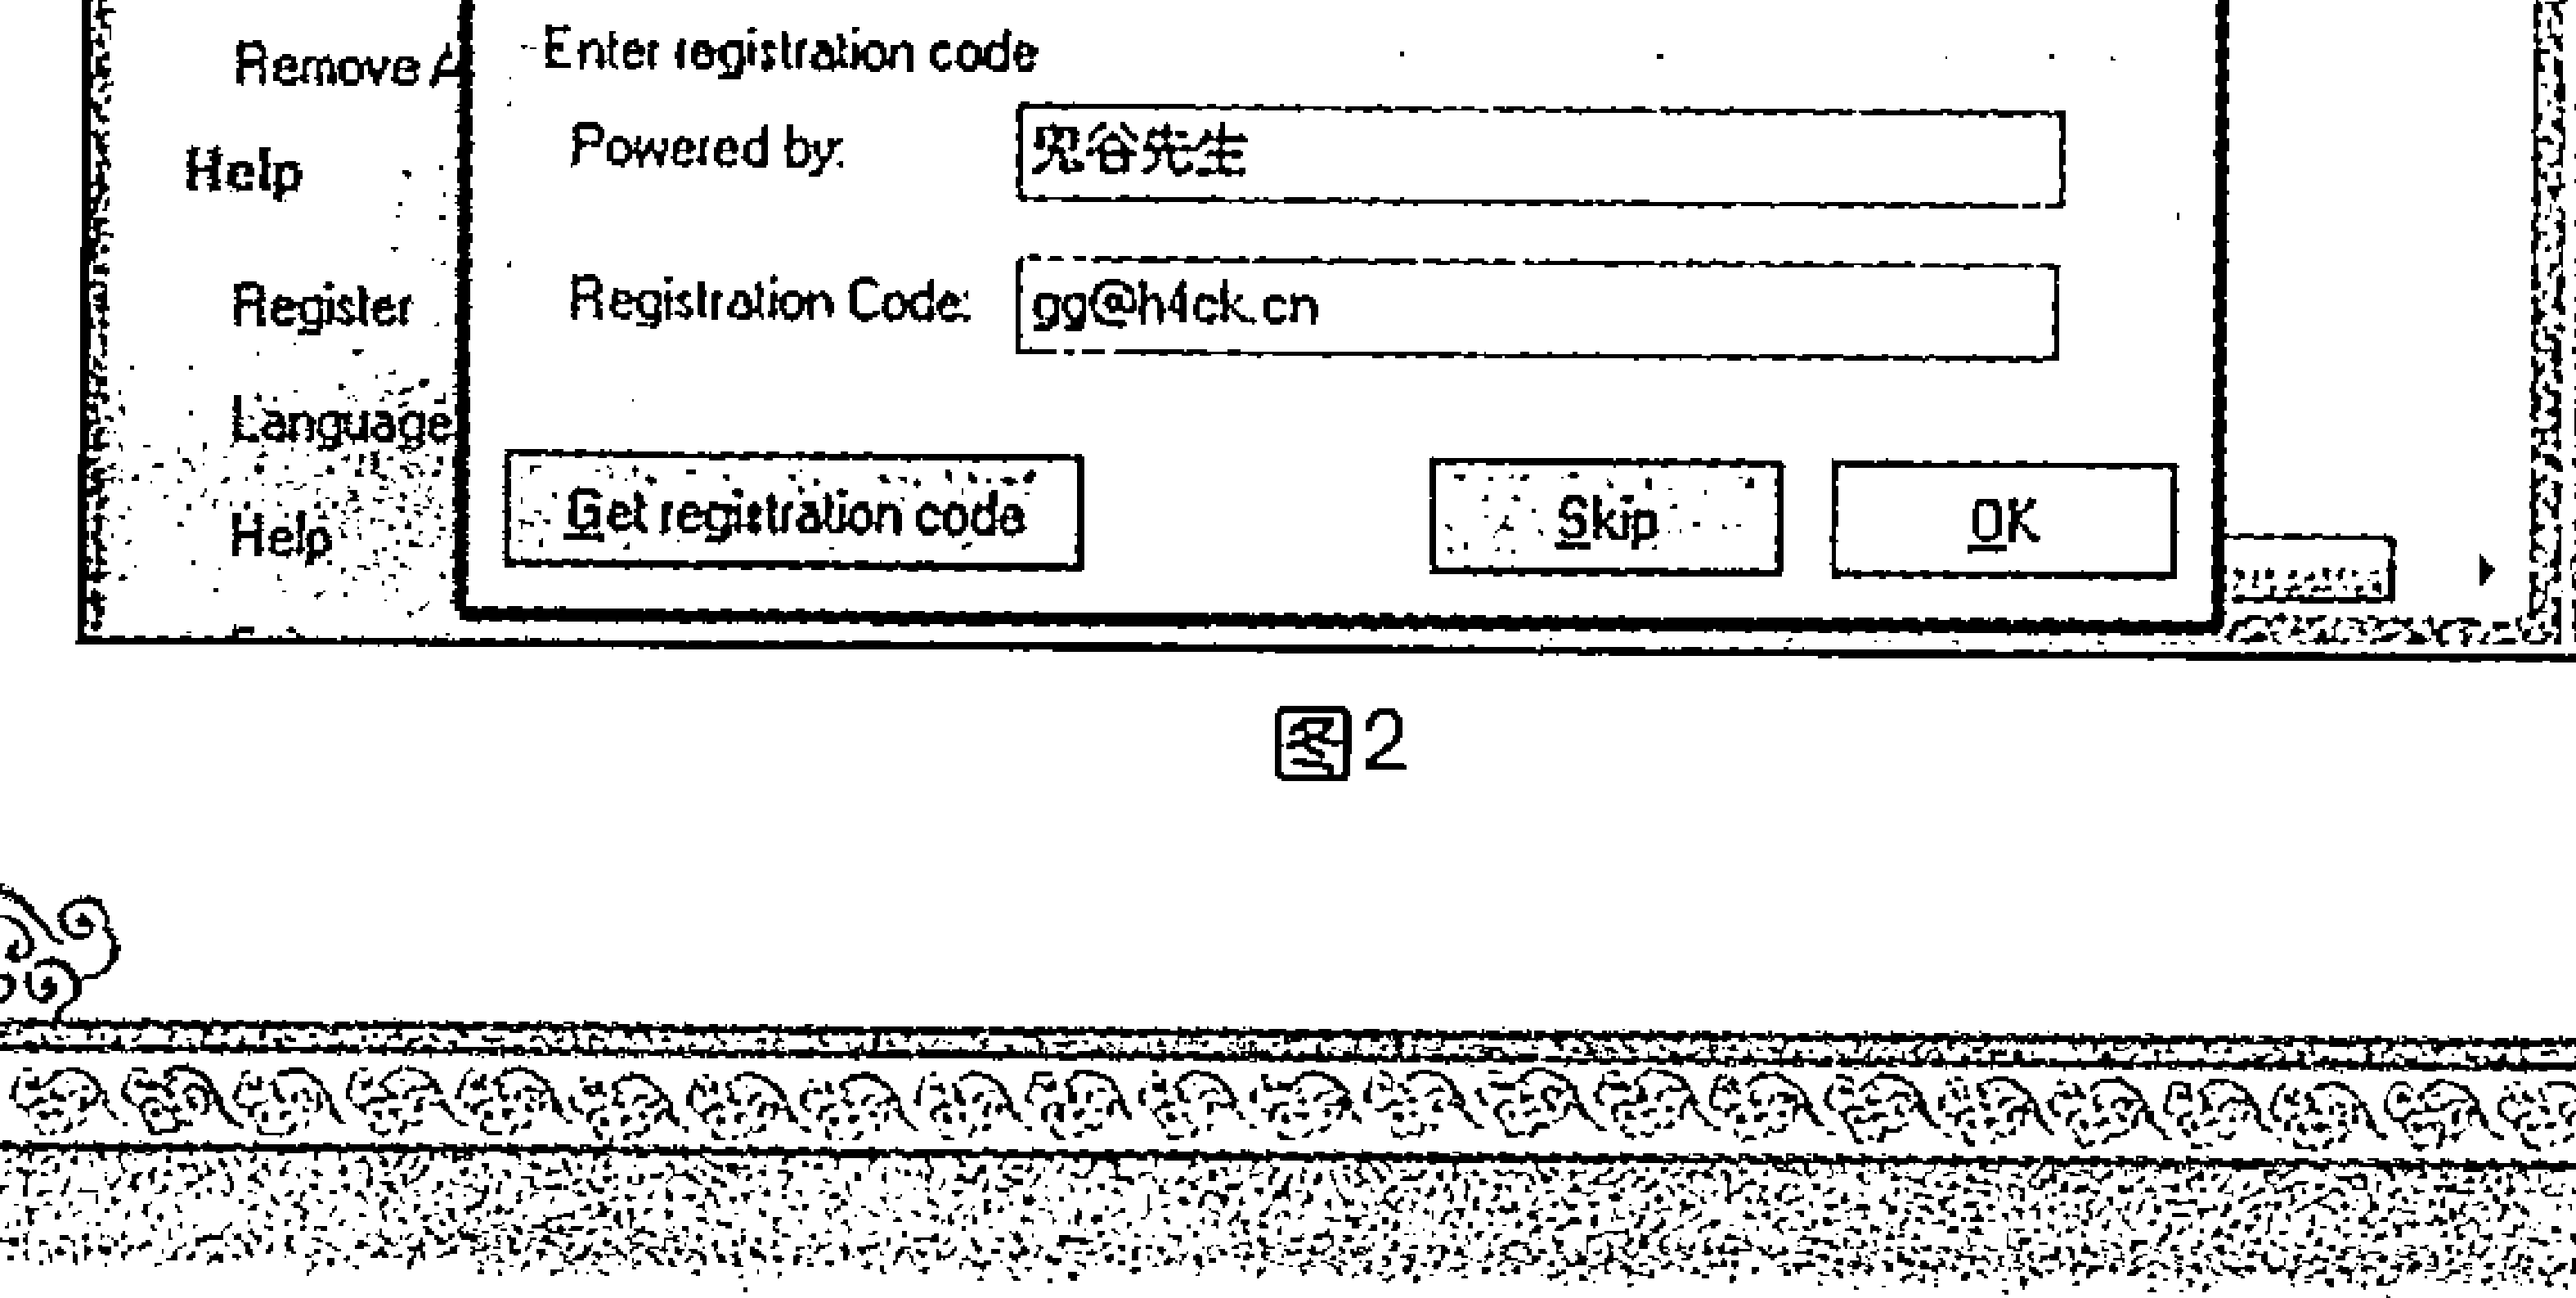 Remove A
Enter registration code
Powered by: 鬼谷先生
Help
Register
Registration Code: gg@h4ck.cn
Language
Get registration code
Skip
OK
Help
图2